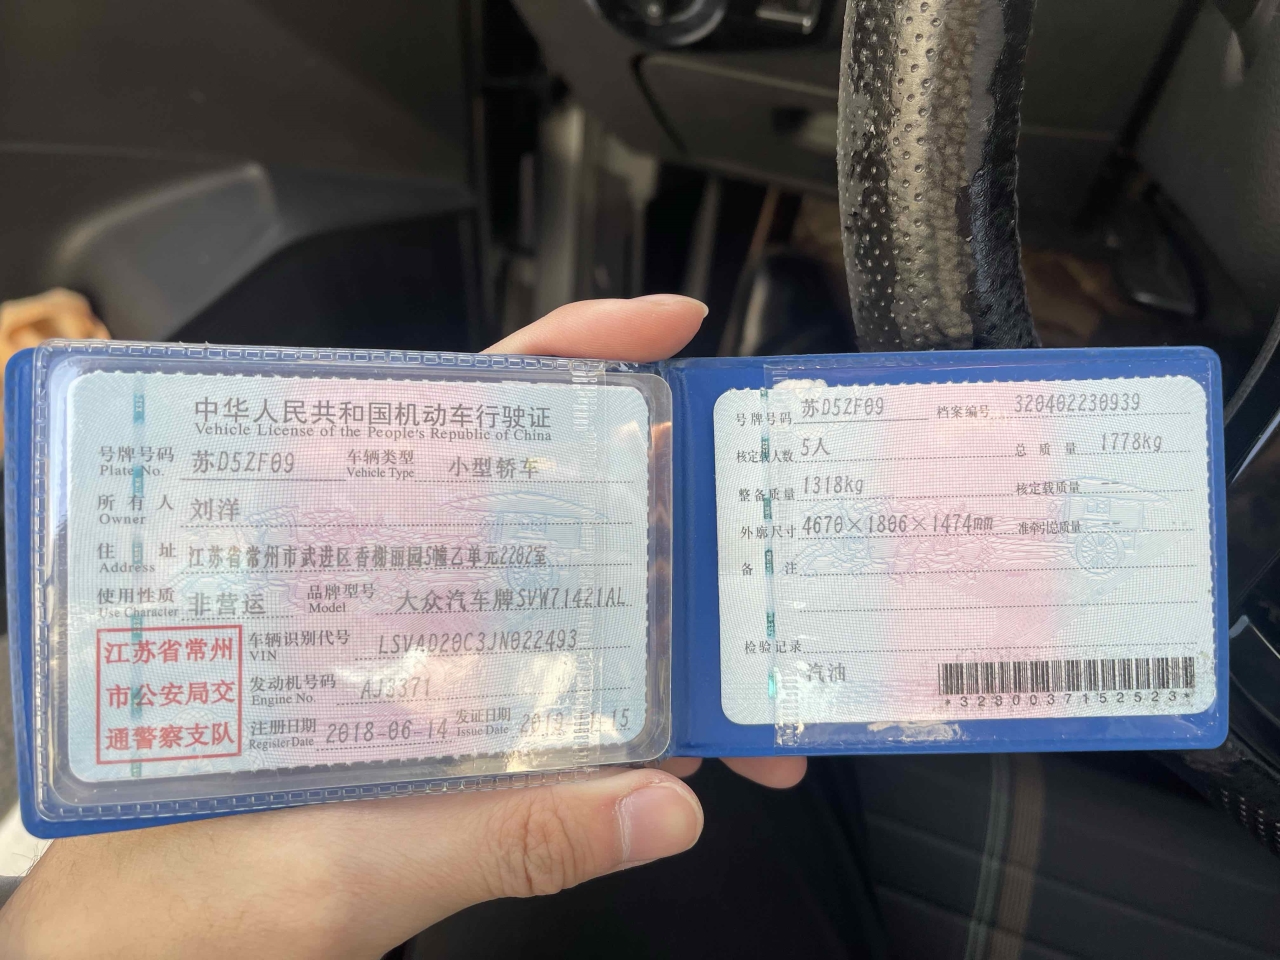 中华人民共和国机动车行驶证
Vehicle License of the People's Republic of China
号牌号码 苏D5ZF09 车辆类型 小型轿车
Plate No. Vehicle Type
所有人 刘洋
Owner
住址 江苏省常州市武进区香樹丽园5幢乙单元2202室
Address
使用性质 非营运 品牌型号 大众汽车牌SVW71421AL
Use Character Model
江苏省常州
市公安局交
通警察支队
车辆识别代号 LSVAD20C3JN022493
VIN
发动机号码 AJ3371
Engine No.
注册日期 2018-06-14 发证日期
Register Date Issue Date
号牌号码 苏D5ZF09 档案编号 320402230939
核定载人数 5人 总质量 1778kg
整备质量 1318kg 核定载质量
外廓尺寸 4670×1806×1474mm 准牵引总质量
备注
检验记录
汽油
*3280037152523*